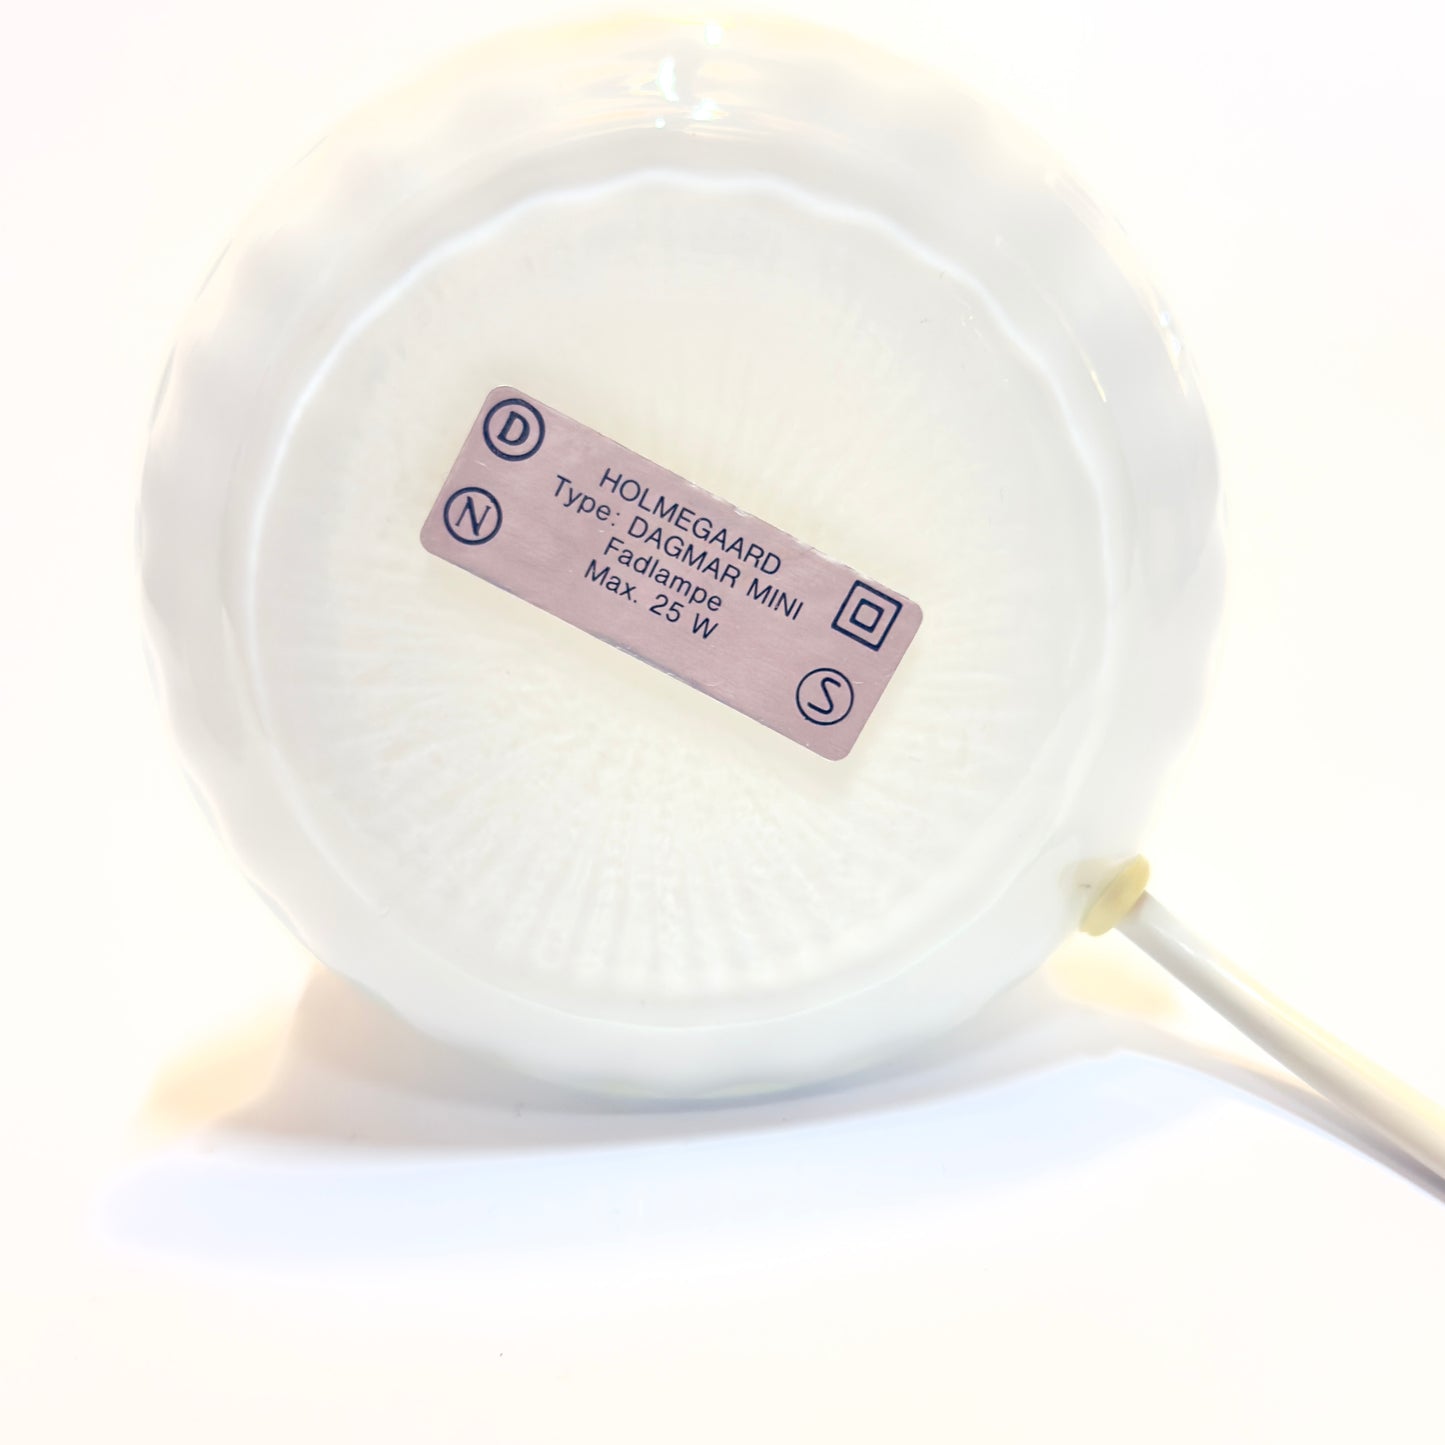 D
HOLMEGAARD
Type: DAGMAR MINI
Fadlampe
Max. 25 W
N
S